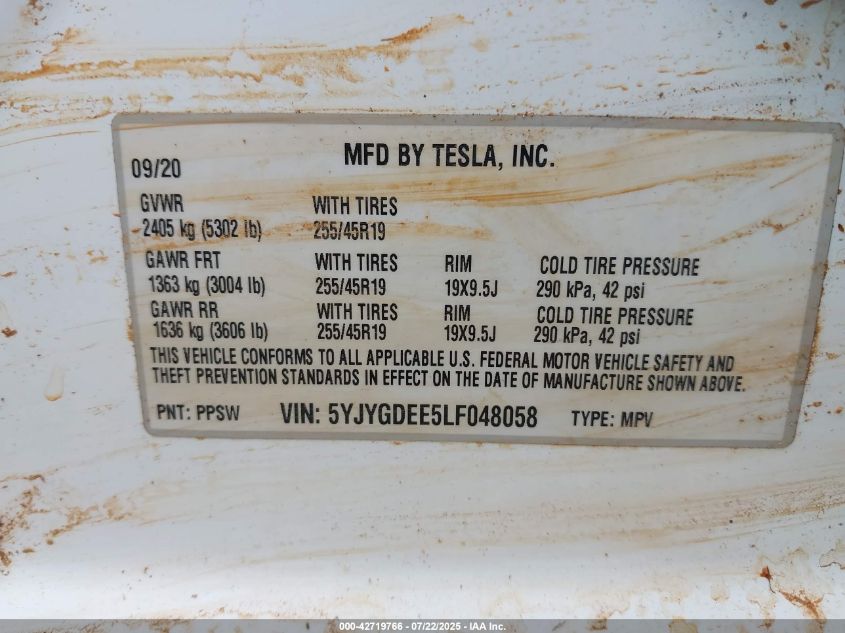 MFD BY TESLA, INC.
09/20
GVWR WITH TIRES
2405 kg (5302 lb) 255/45R19
GAWR FRT WITH TIRES RIM COLD TIRE PRESSURE
1363 kg (3004 lb) 255/45R19 19X9.5J 290 kPa, 42 psi
GAWR RR WITH TIRES RIM COLD TIRE PRESSURE
1636 kg (3606 lb) 255/45R19 19X9.5J 290 kPa, 42 psi
THIS VEHICLE CONFORMS TO ALL APPLICABLE U.S. FEDERAL MOTOR VEHICLE SAFETY AND
THEFT PREVENTION STANDARDS IN EFFECT ON THE DATE OF MANUFACTURE SHOWN ABOVE.
PNT: PPSW VIN: 5YJYGDEE5LF048058 TYPE: MPV
000-42719766 - 07/22/2025 - IAA Inc.